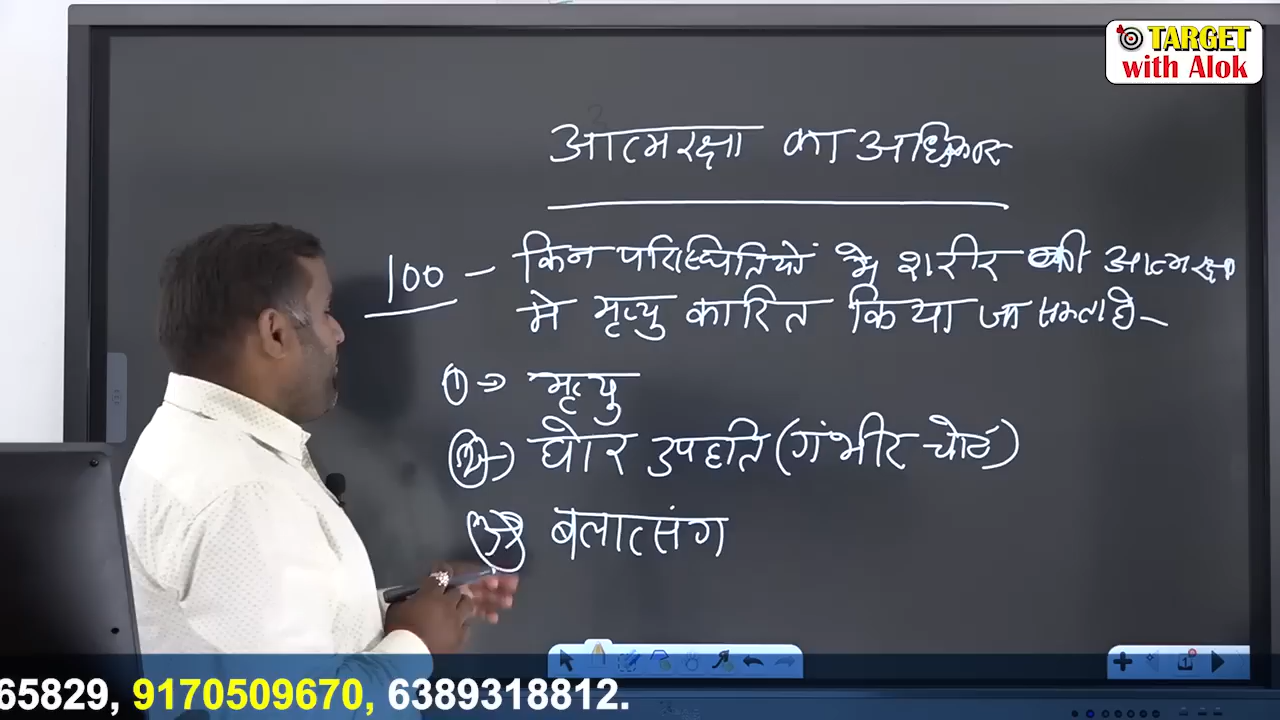 TARGET
with Alok
आत्मरक्षा का अधिकार
100 - किन परिस्थितियों मे शरीर की आत्मरक्षा
मे मृत्यु कारित किया जा सकता है -
① → मृत्यु
② → घोर उपहति (गंभीर चोट)
③ बलात्संग
65829, 9170509670, 6389318812.